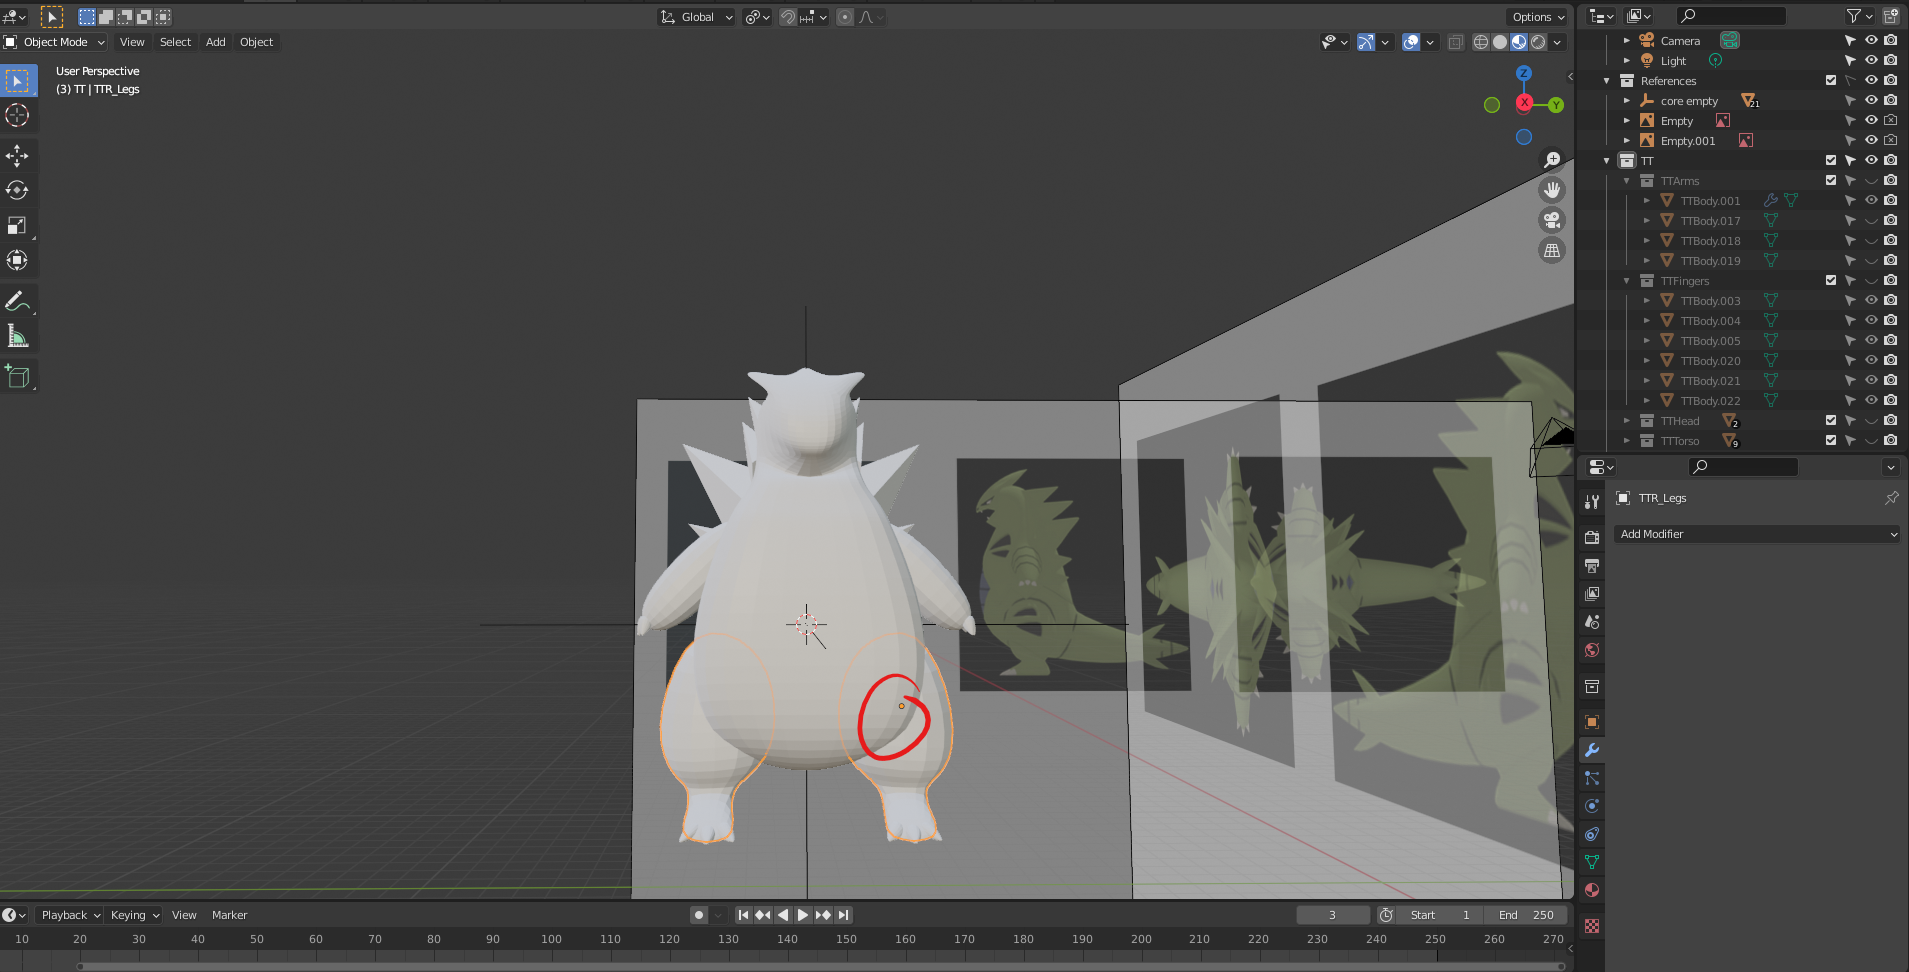 Global
Options
Object Mode
View
Select
Add
Object
User Perspective
(3) TT | TTR_Legs
Z
X
Y
Camera
Light
References
core empty
21
Empty
Empty.001
TT
TTArms
TTBody.001
TTBody.017
TTBody.018
TTBody.019
TTFingers
TTBody.003
TTBody.004
TTBody.005
TTBody.020
TTBody.021
TTBody.022
TTHead
2
TTTorso
9
TTR_Legs
Add Modifier
Playback
Keying
View
Marker
3
Start 1
End 250
10 20 30 40 50 60 70 80 90 100 110 120 130 140 150 160 170 180 190 200 210 220 230 240 250 260 270